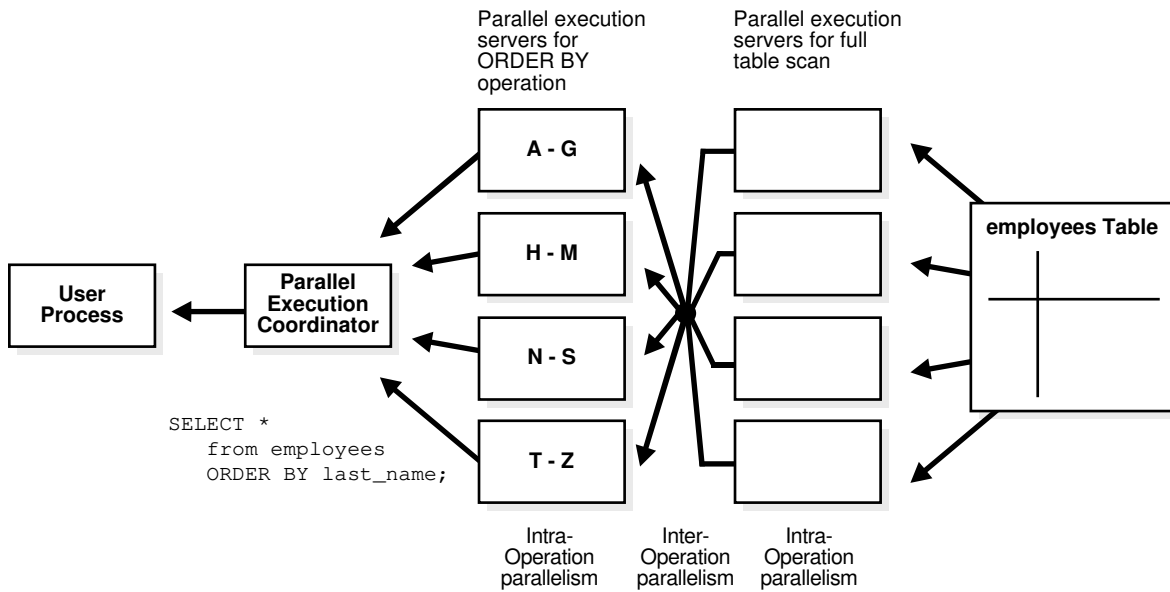 Parallel execution
servers for
ORDER BY
operation
Parallel execution
servers for full
table scan
A - G
H - M
N - S
T - Z
employees Table
User
Process
Parallel
Execution
Coordinator
SELECT *
from employees
ORDER BY last_name;
Intra-
Operation
parallelism
Inter-
Operation
parallelism
Intra-
Operation
parallelism